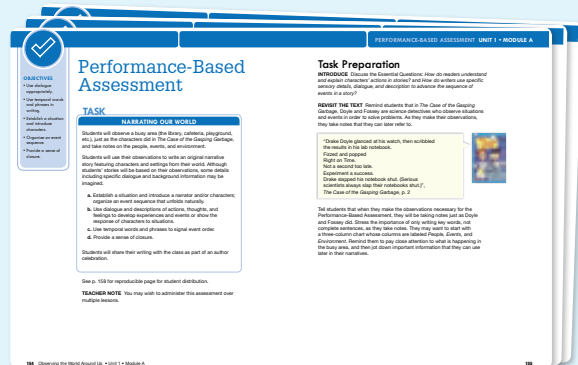 PERFORMANCE-BASED ASSESSMENT UNIT 1 • MODULE A
OBJECTIVES
• Use dialogue
appropriately.
• Use temporal words
and phrases in
writing.
• Establish a situation
and introduce
characters.
• Organize an event
sequence.
• Provide a sense of
closure.
Performance-Based
Assessment
TASK
NARRATING OUR WORLD
Students will observe a busy area (the library, cafeteria, playground,
etc.), just as the characters did in The Case of the Gasping Garbage,
and take notes on the people, events, and environment.
Students will use their observations to write an original narrative
story featuring characters and settings from their world. Although
students' stories will be based on their observations, some details
including specific dialogue and background information may be
imagined.
a. Establish a situation and introduce a narrator and/or characters;
organize an event sequence that unfolds naturally.
b. Use dialogue and descriptions of actions, thoughts, and
feelings to develop experiences and events or show the
response of characters to situations.
c. Use temporal words and phrases to signal event order.
d. Provide a sense of closure.
Students will share their writing with the class as part of an author
celebration.
See p. 159 for reproducible page for student distribution.
TEACHER NOTE You may wish to administer this assessment over
multiple lessons.
154 Observing the World Around Us • Unit 1 • Module A
Task Preparation
INTRODUCE Discuss the Essential Questions: How do readers understand
and explain characters' actions in stories? and How do writers use specific
sensory details, dialogue, and description to advance the sequence of
events in a story?
REVISIT THE TEXT Remind students that in The Case of the Gasping
Garbage, Doyle and Fossey are science detectives who observe situations
and events in order to solve problems. As they make their observations,
they take notes that they can later refer to.
"Drake Doyle glanced at his watch, then scribbled
the results in his lab notebook.
Fizzed and popped
Right on Time.
Not a second too late.
Experiment a success.
Drake slapped his notebook shut. (Serious
scientists always slap their notebooks shut.)",
The Case of the Gasping Garbage, p. 2
Tell students that when they make the observations necessary for the
Performance-Based Assessment, they will be taking notes just as Doyle
and Fossey did. Stress the importance of only writing key words, not
complete sentences, as they take notes. They may want to start with
a three-column chart whose columns are labeled People, Events, and
Environment. Remind them to pay close attention to what is happening in
the busy area, and then jot down important information that they can use
later in their narratives.
155